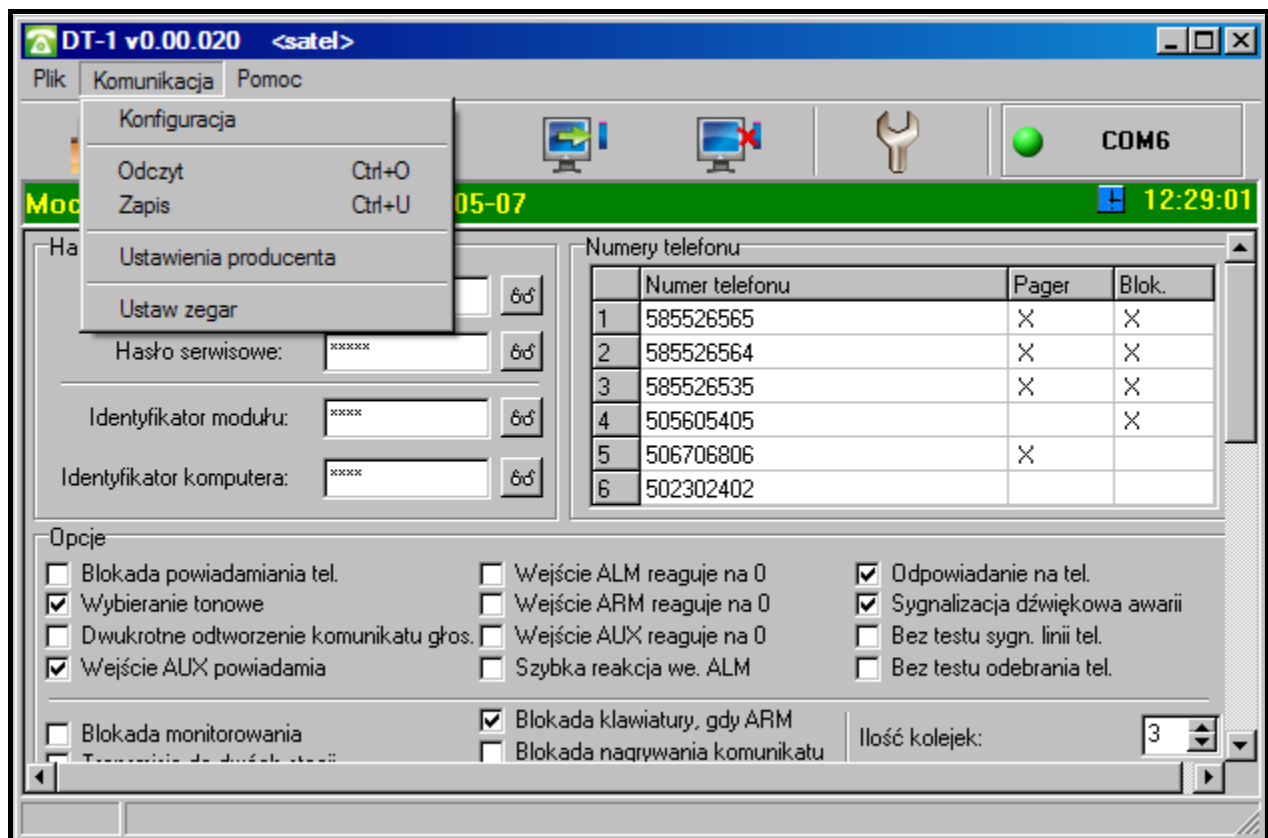 DT-1 v0.00.020 <satel>
Plik Komunikacja Pomoc
Konfiguracja
Odczyt Ctrl+O
Zapis Ctrl+U
Ustawienia producenta
Ustaw zegar
COM6
05-07 12:29:01
Hasło serwisowe: *****
Identyfikator modułu: ****
Identyfikator komputera: ****
Numery telefonu
Numer telefonu Pager Blok.
1 585526565 X X
2 585526564 X X
3 585526535 X X
4 505605405 X
5 506706806 X
6 502302402
Opcje
Blokada powiadamiania tel. Wejście ALM reaguje na 0 Odpowiadanie na tel.
Wybieranie tonowe Wejście ARM reaguje na 0 Sygnalizacja dźwiękowa awarii
Dwukrotne odtworzenie komunikatu głos. Wejście AUX reaguje na 0 Bez testu sygn. linii tel.
Wejście AUX powiadamia Szybka reakcja we. ALM Bez testu odebrania tel.
Blokada monitorowania Blokada klawiatury, gdy ARM Ilość kolejek: 3
Blokada nagrywania komunikatu